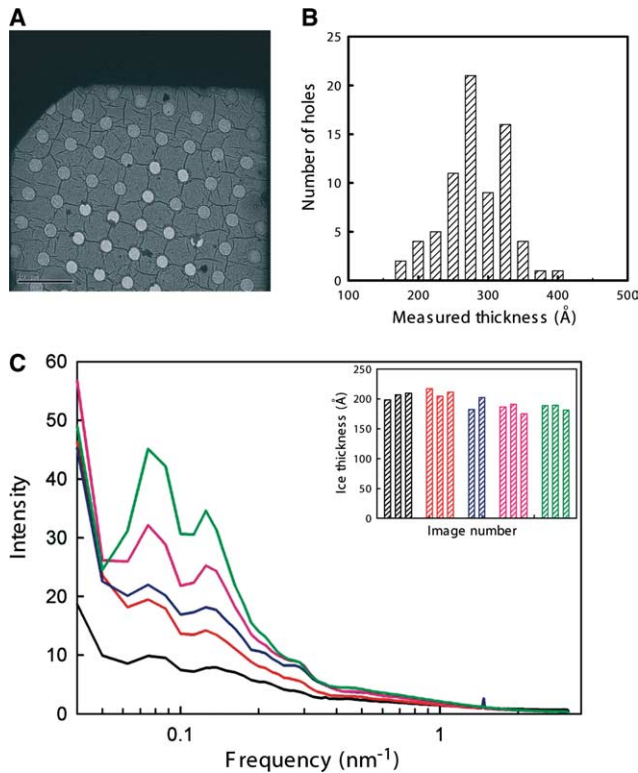 A
B
25
20
15
10
5
0
Number of holes
100 200 300 400 500
Measured thickness (Å)
C
60
50
40
30
20
10
0
Intensity
0.1 1
Frequency (nm⁻¹)
250
200
150
100
50
0
Ice thickness (Å)
Image number